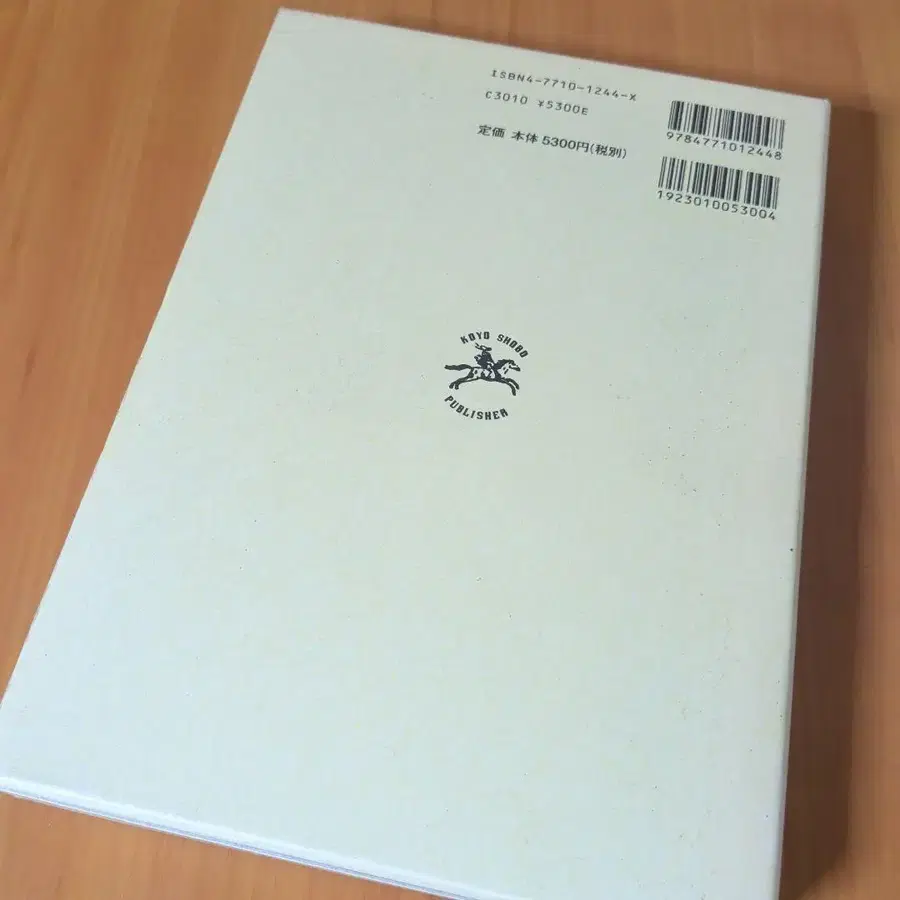 ISBN4-7710-1244-X
C3010 ¥5300E
定価 本体5300円(税別)
9784771012448
1923010053004
KOYO SHOBO
PUBLISHER